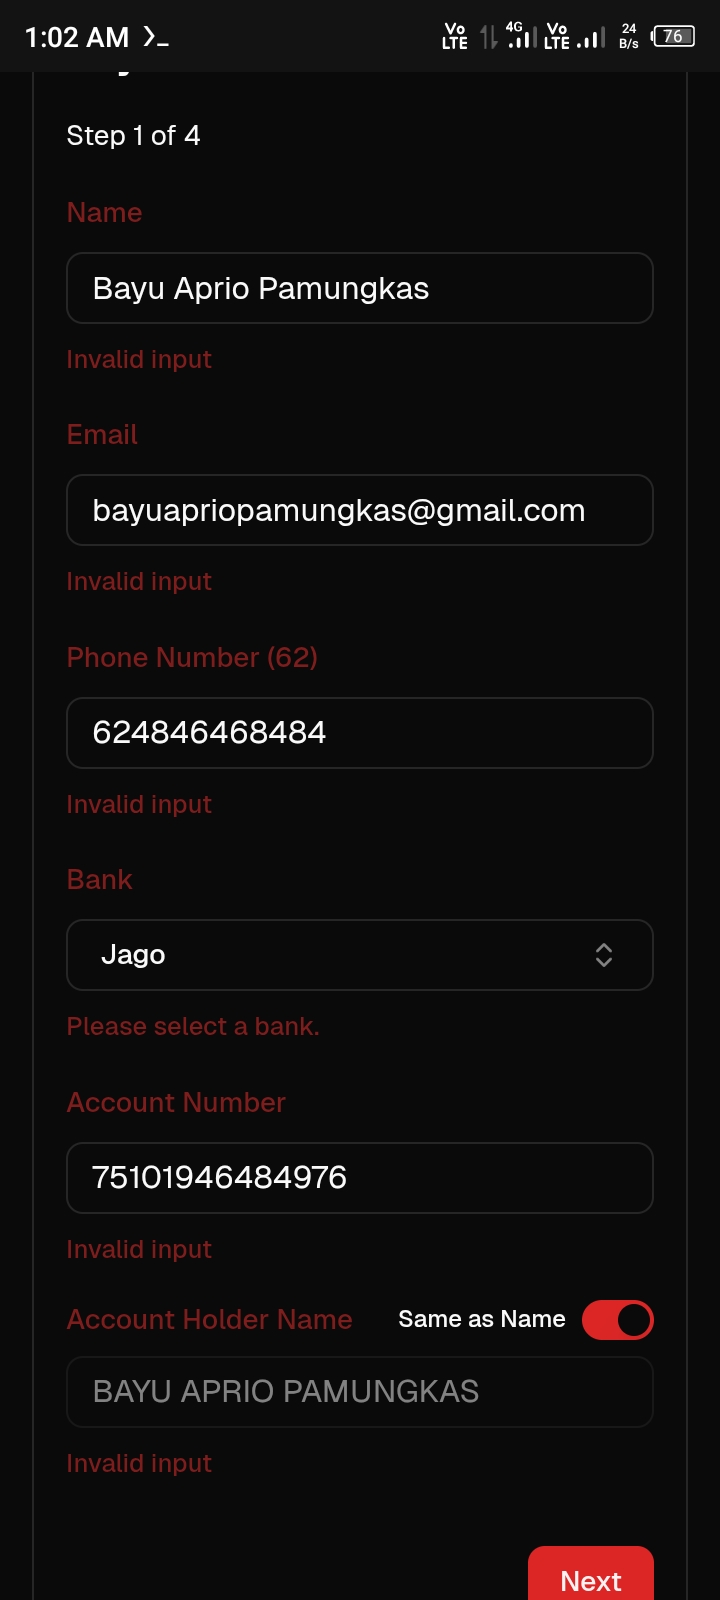 1:02 AM
Vo LTE 4G Vo LTE 24 B/s 76
Step 1 of 4
Name
Bayu Aprio Pamungkas
Invalid input
Email
bayuapriopamungkas@gmail.com
Invalid input
Phone Number (62)
624846468484
Invalid input
Bank
Jago
Please select a bank.
Account Number
75101946484976
Invalid input
Account Holder Name Same as Name
BAYU APRIO PAMUNGKAS
Invalid input
Next